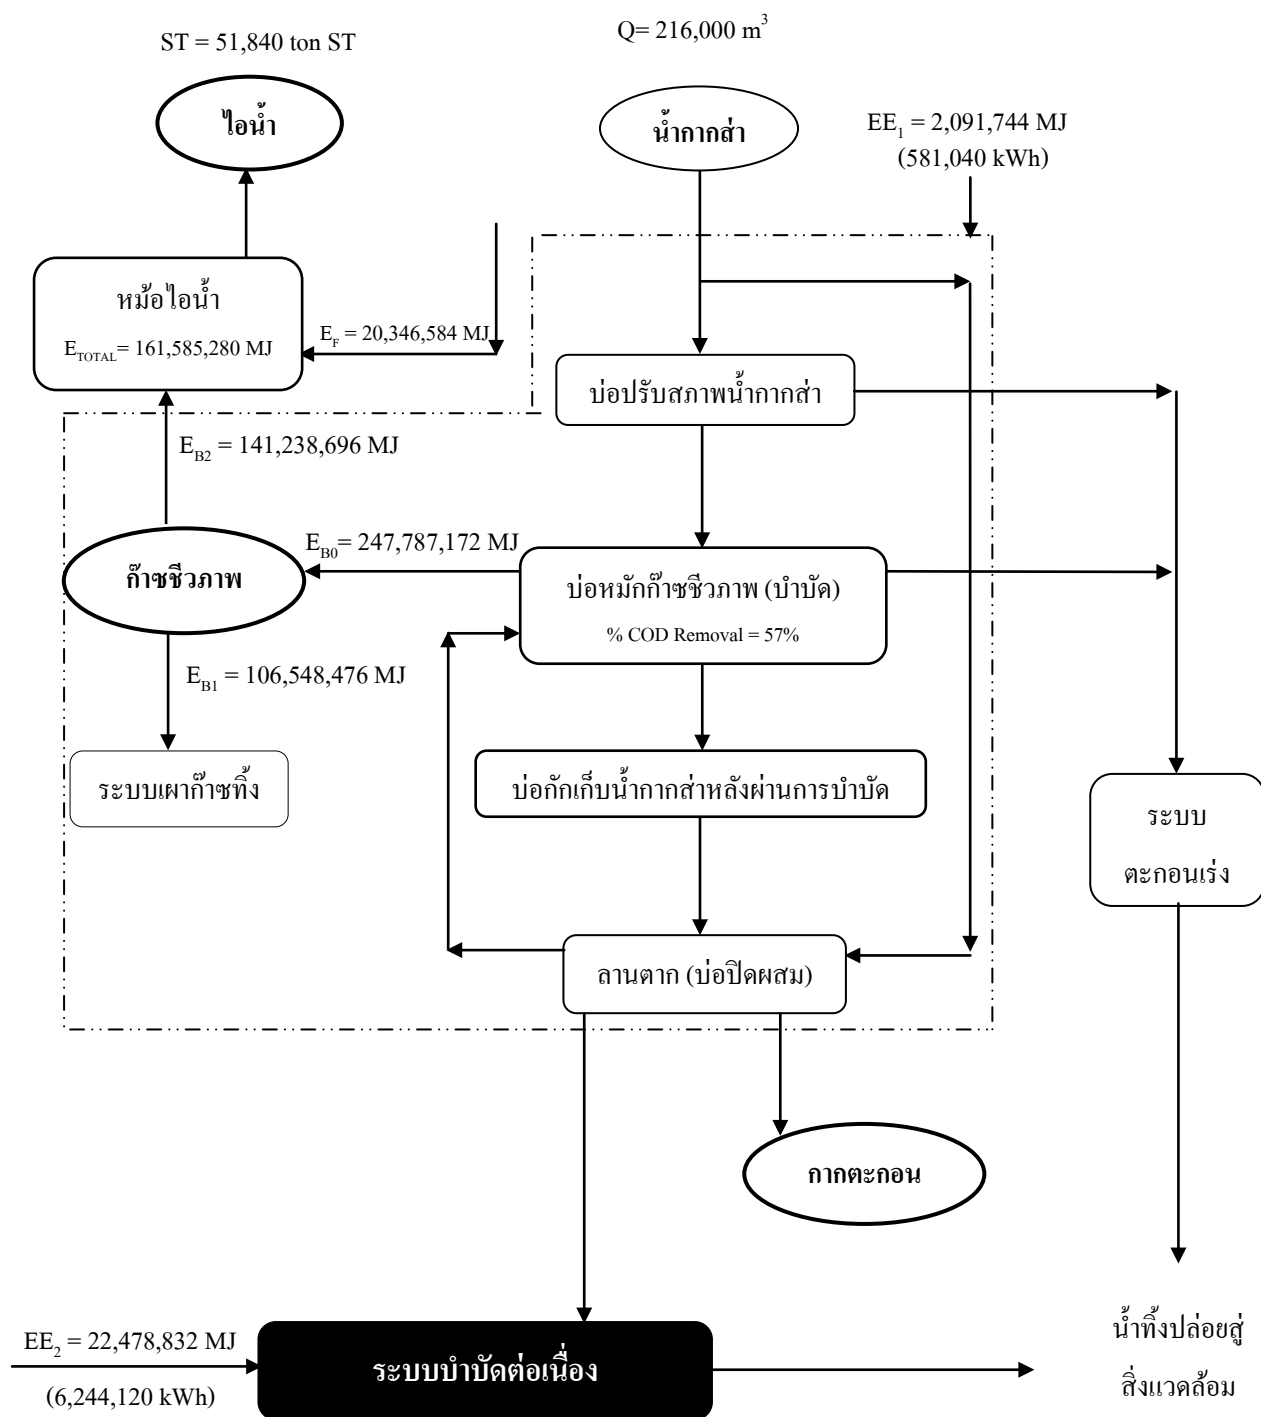 ST = 51,840 ton ST
Q= 216,000 m³
ไอน้ำ
น้ำกากส่า
EE₁ = 2,091,744 MJ
(581,040 kWh)
หม้อไอน้ำ
E_TOTAL= 161,585,280 MJ
E_F = 20,346,584 MJ
บ่อปรับสภาพน้ำกากส่า
E_B2 = 141,238,696 MJ
E_B0= 247,787,172 MJ
ก๊าซชีวภาพ
บ่อหมักก๊าซชีวภาพ (บำบัด)
% COD Removal = 57%
E_B1 = 106,548,476 MJ
ระบบเผาก๊าซทิ้ง
บ่อกักเก็บน้ำกากส่าหลังผ่านการบำบัด
ระบบ
ตะกอนเร่ง
ลานตาก (บ่อปิดผสม)
กากตะกอน
EE₂ = 22,478,832 MJ
(6,244,120 kWh)
ระบบบำบัดต่อเนื่อง
น้ำทิ้งปล่อยสู่
สิ่งแวดล้อม